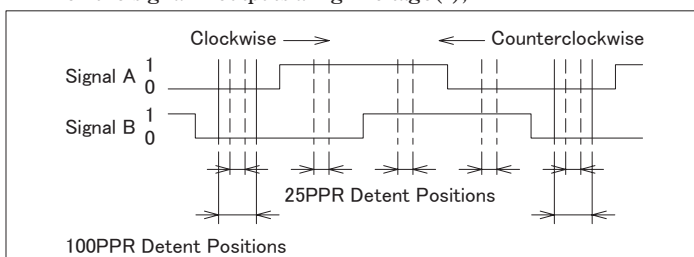 Clockwise Counterclockwise
1
Signal A 0
1
Signal B 0
25PPR Detent Positions
100PPR Detent Positions